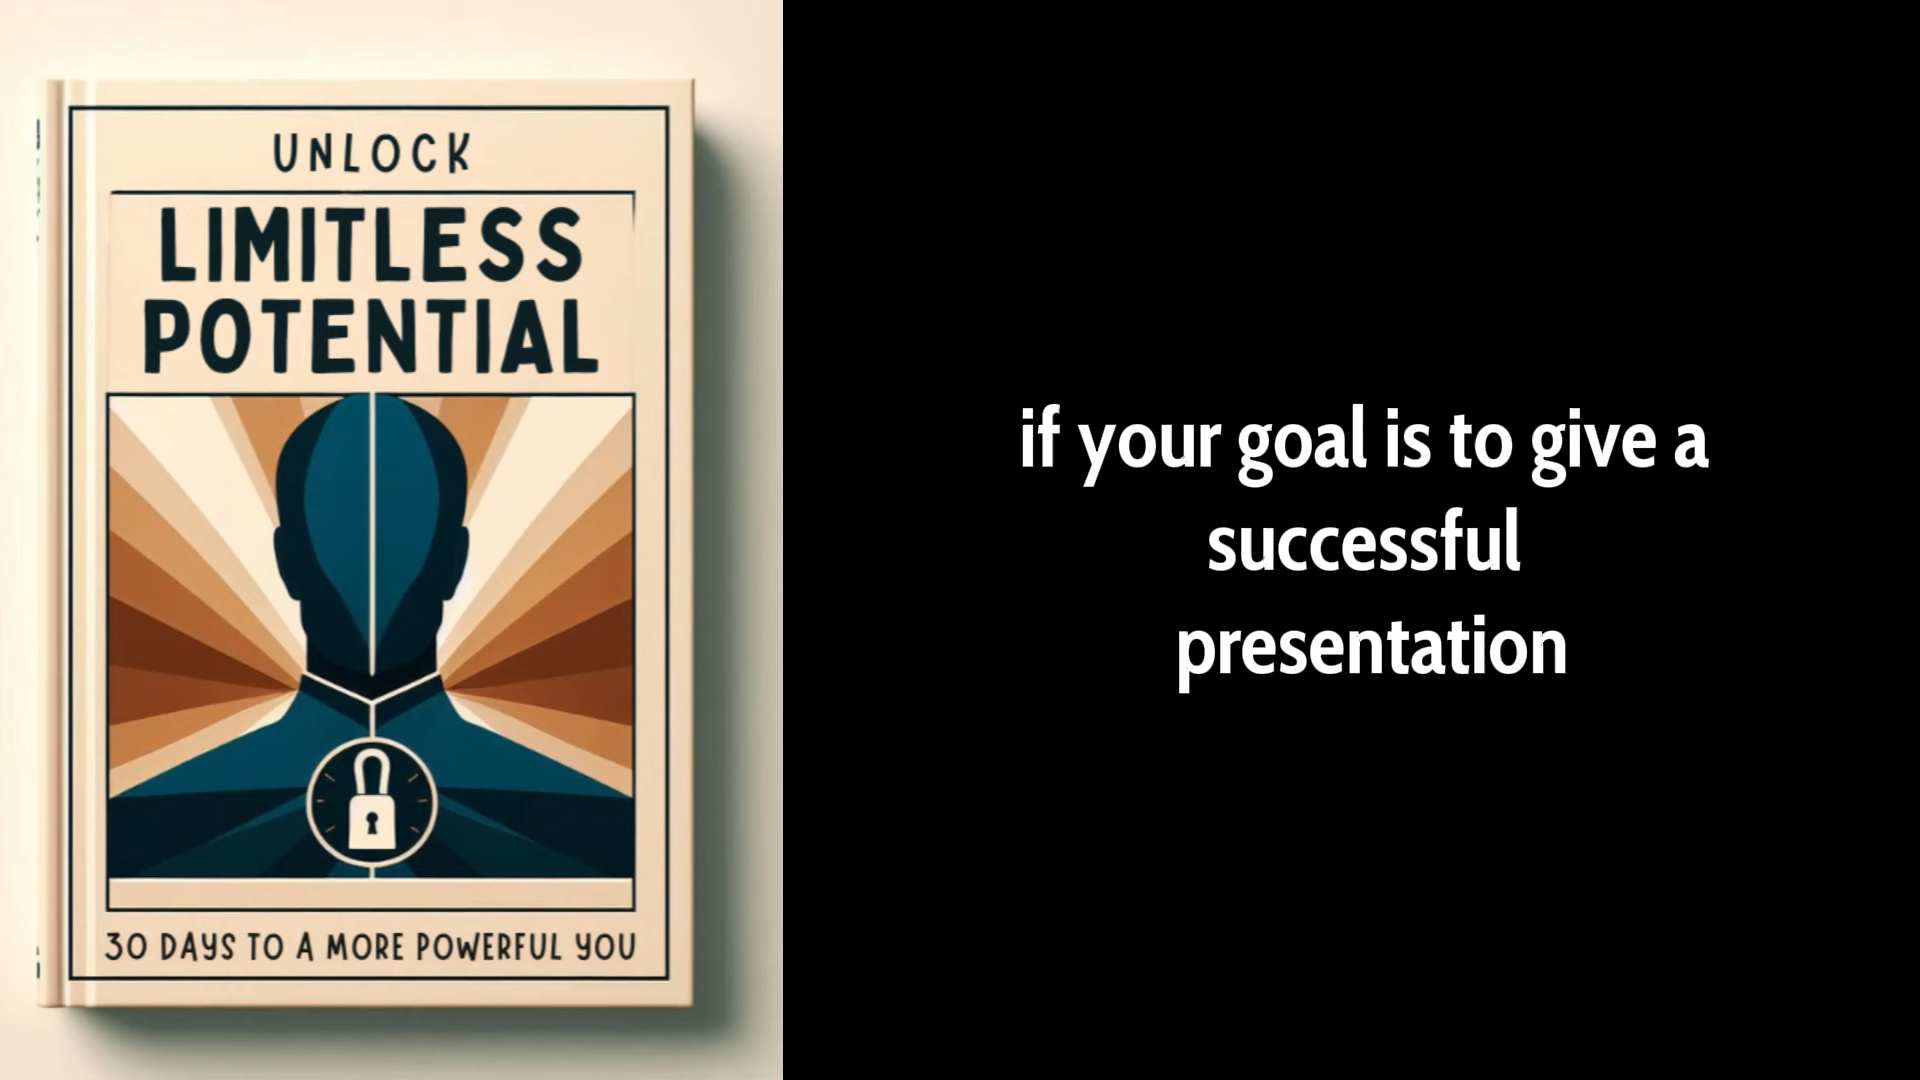 UNLOCK
LIMITLESS
POTENTIAL
30 DAYS TO A MORE POWERFUL YOU
if your goal is to give a
successful
presentation